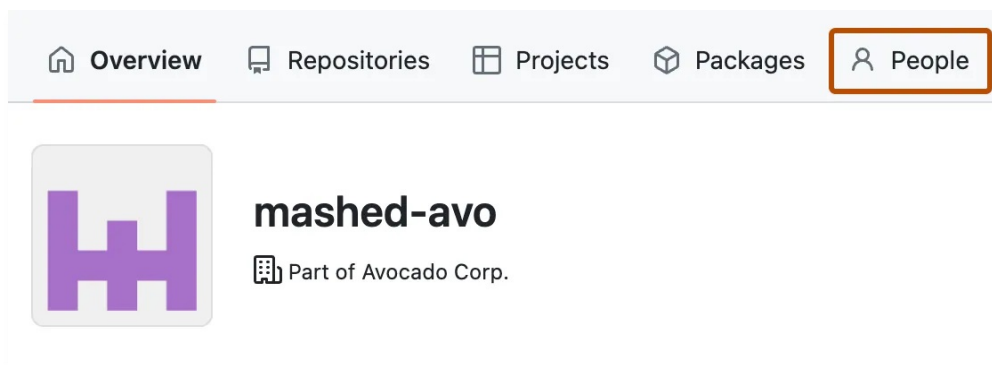 Overview Repositories Projects Packages People
mashed-avo
Part of Avocado Corp.